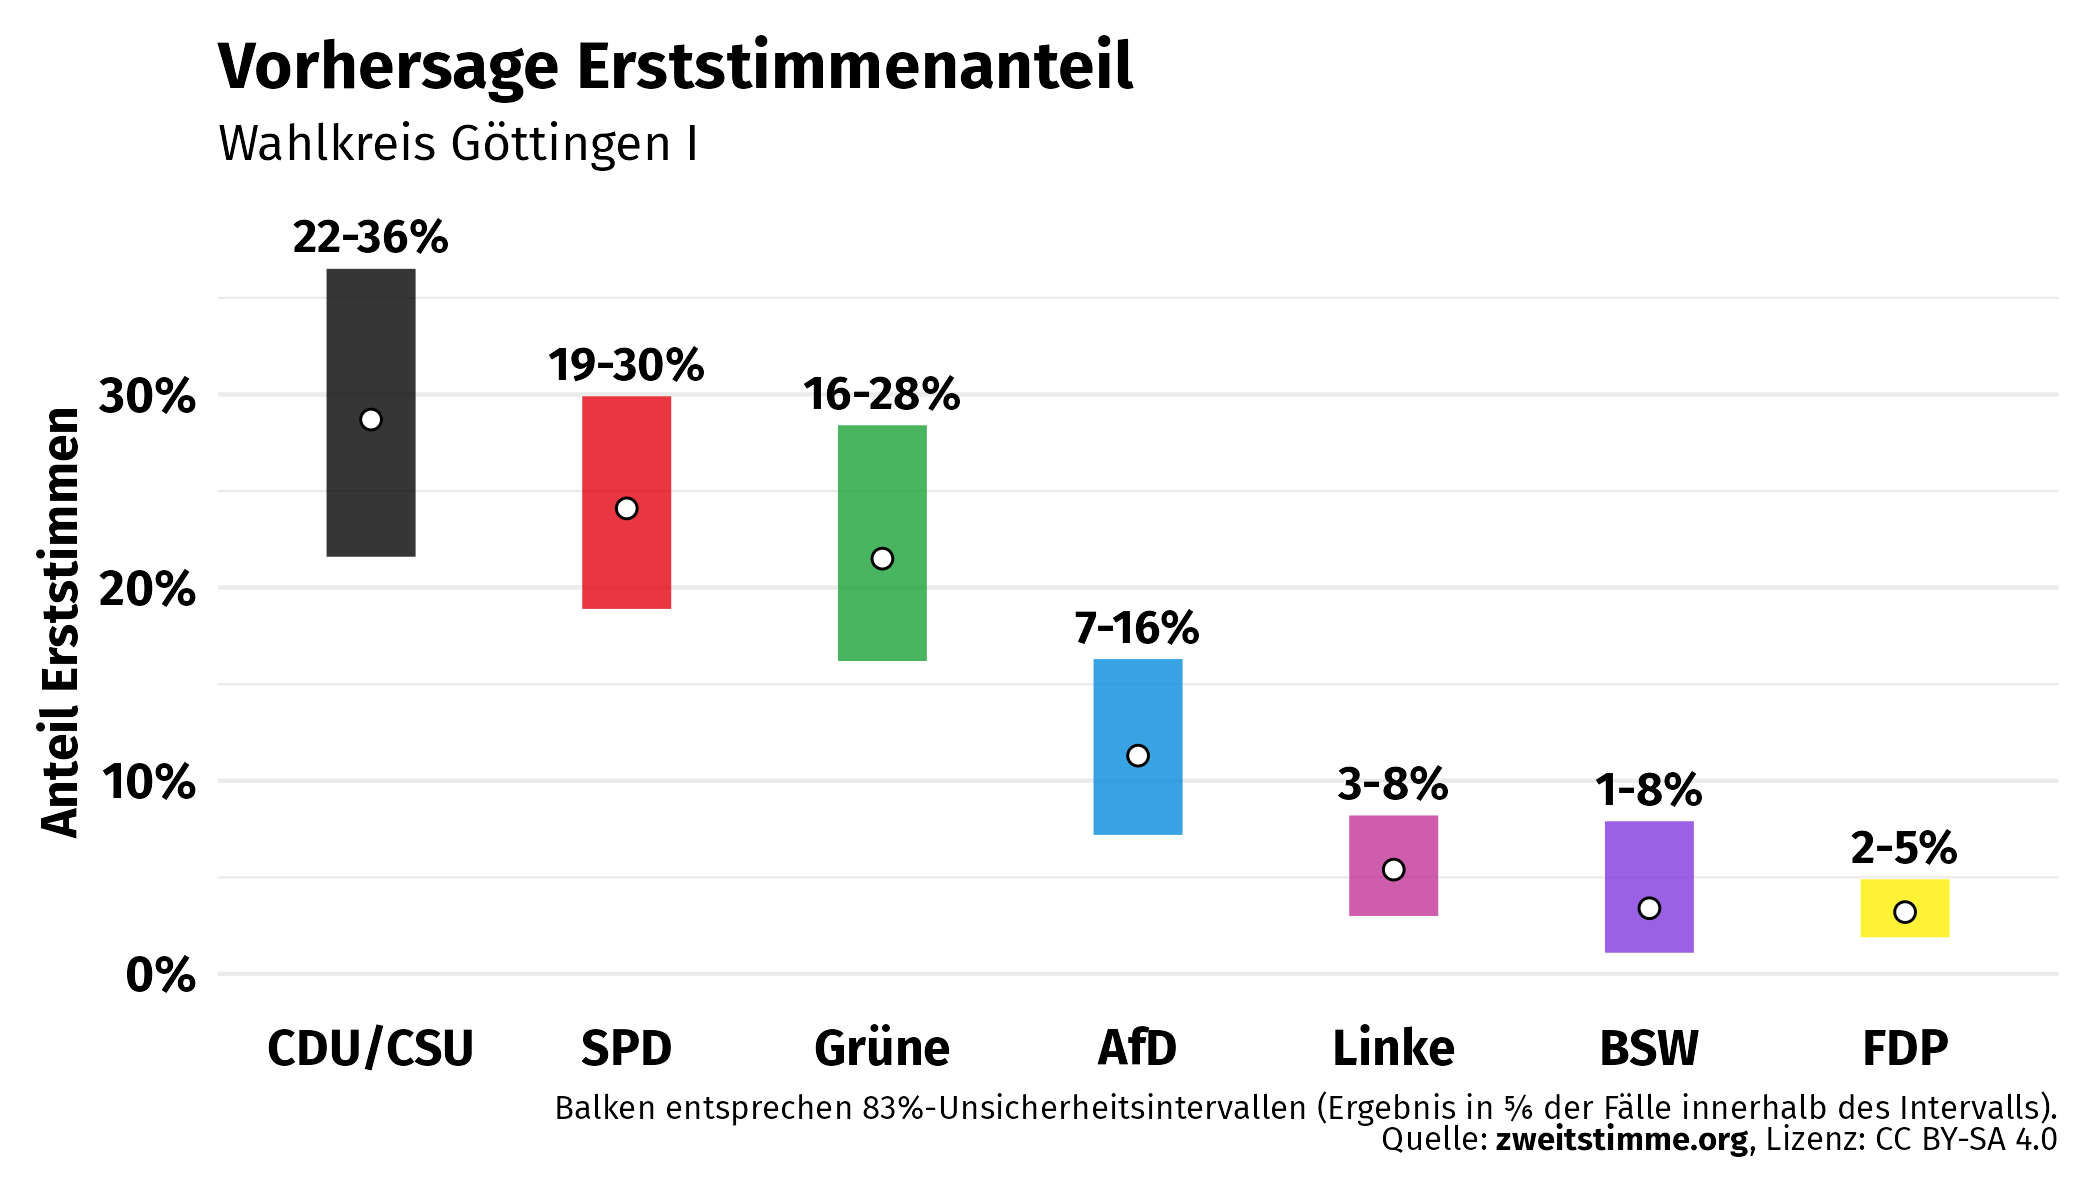 Vorhersage Erststimmenanteil
Wahlkreis Göttingen I
22-36%
19-30%
16-28%
30%
7-16%
20%
3-8%
1-8%
10%
2-5%
0%
Anteil Erststimmen
CDU/CSU SPD Grüne AfD Linke BSW FDP
Balken entsprechen 83%-Unsicherheitsintervallen (Ergebnis in ⅚ der Fälle innerhalb des Intervalls).
Quelle: zweitstimme.org, Lizenz: CC BY-SA 4.0